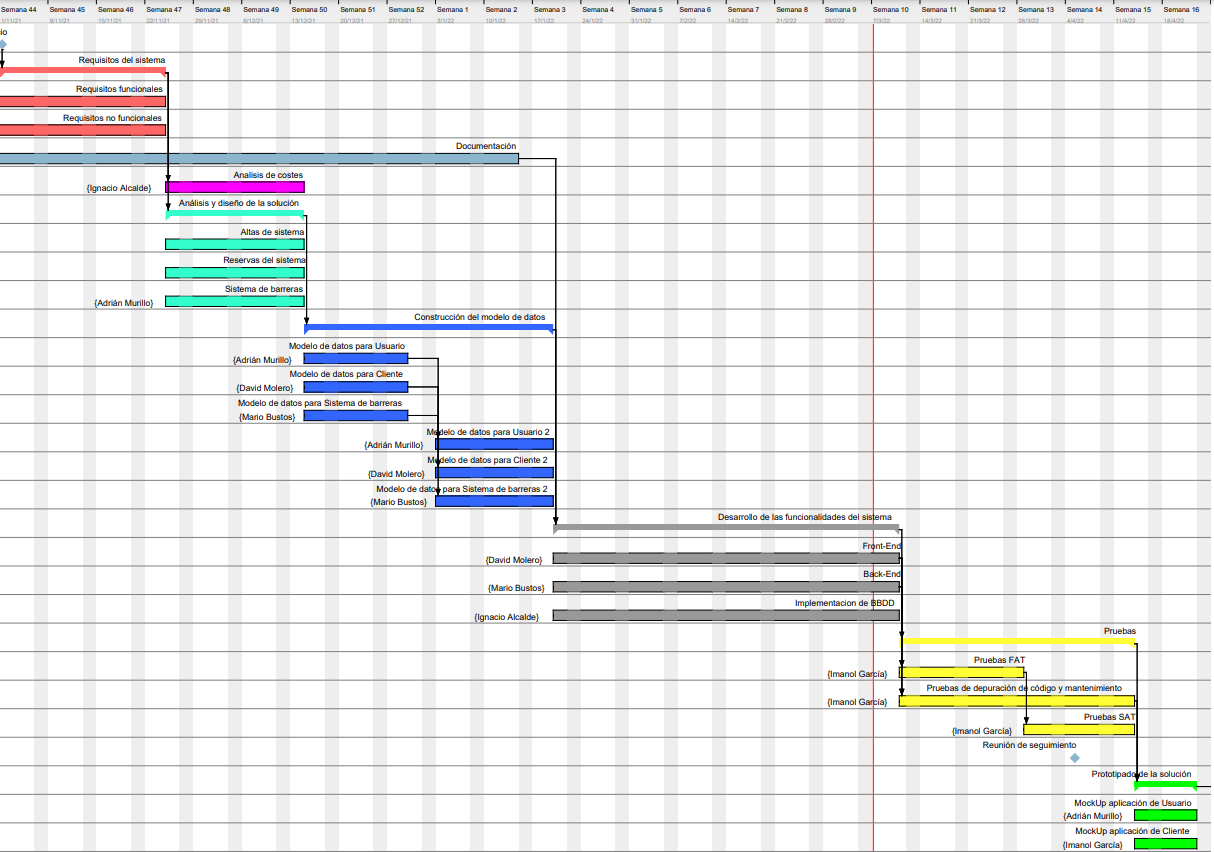 Semana 44 Semana 45 Semana 46 Semana 47 Semana 48 Semana 49 Semana 50 Semana 51 Semana 52 Semana 1 Semana 2 Semana 3 Semana 4 Semana 5 Semana 6 Semana 7 Semana 8 Semana 9 Semana 10 Semana 11 Semana 12 Semana 13 Semana 14 Semana 15 Semana 16
1/11/21 8/11/21 15/11/21 22/11/21 29/11/21 6/12/21 13/12/21 20/12/21 27/12/21 3/1/22 10/1/22 17/1/22 24/1/22 31/1/22 7/2/22 14/2/22 21/2/22 28/2/22 7/3/22 14/3/22 21/3/22 28/3/22 4/4/22 11/4/22 18/4/22
io
Requisitos del sistema
Requisitos funcionales
Requisitos no funcionales
Documentación
Analisis de costes
{Ignacio Alcalde}
Análisis y diseño de la solución
Altas de sistema
Reservas del sistema
Sistema de barreras
{Adrián Murillo}
Construcción del modelo de datos
Modelo de datos para Usuario
{Adrián Murillo}
Modelo de datos para Cliente
{David Molero}
Modelo de datos para Sistema de barreras
{Mario Bustos}
Modelo de datos para Usuario 2
{Adrián Murillo}
Modelo de datos para Cliente 2
{David Molero}
Modelo de datos para Sistema de barreras 2
{Mario Bustos}
Desarrollo de las funcionalidades del sistema
Front-End
{David Molero}
Back-End
{Mario Bustos}
Implementacion de BBDD
{Ignacio Alcalde}
Pruebas
Pruebas FAT
{Imanol García}
Pruebas de depuración de código y mantenimiento
{Imanol García}
Pruebas SAT
{Imanol García}
Reunión de seguimiento
Prototipado de la solución
MockUp aplicación de Usuario
{Adrián Murillo}
MockUp aplicación de Cliente
{Imanol García}